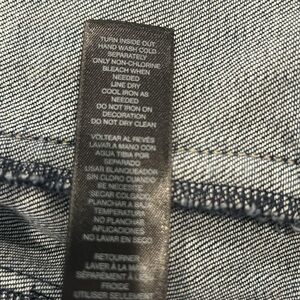 TURN INSIDE OUT
HAND WASH COLD
SEPARATELY
ONLY NON-CHLORINE
BLEACH WHEN
NEEDED
LINE DRY
COOL IRON AS
NEEDED
DO NOT IRON ON
DECORATION
DO NOT DRY CLEAN
VOLTEAR AL REVÉS
LAVAR A MANO CON
AGUA TIBIA POR
SEPARADO
USAR BLANQUEADOR
SIN CLORO CUANDO
SE NECESITE
SECAR COLGADO
PLANCHAR A BAJA
TEMPERATURA
NO PLANCHAR
APLICACIONES
NO LAVAR EN SECO
RETOURNER
LAVER À LA MAIN
SÉPARÉMENT À L'EAU
FROIDE
UTILISER SEULEMENT